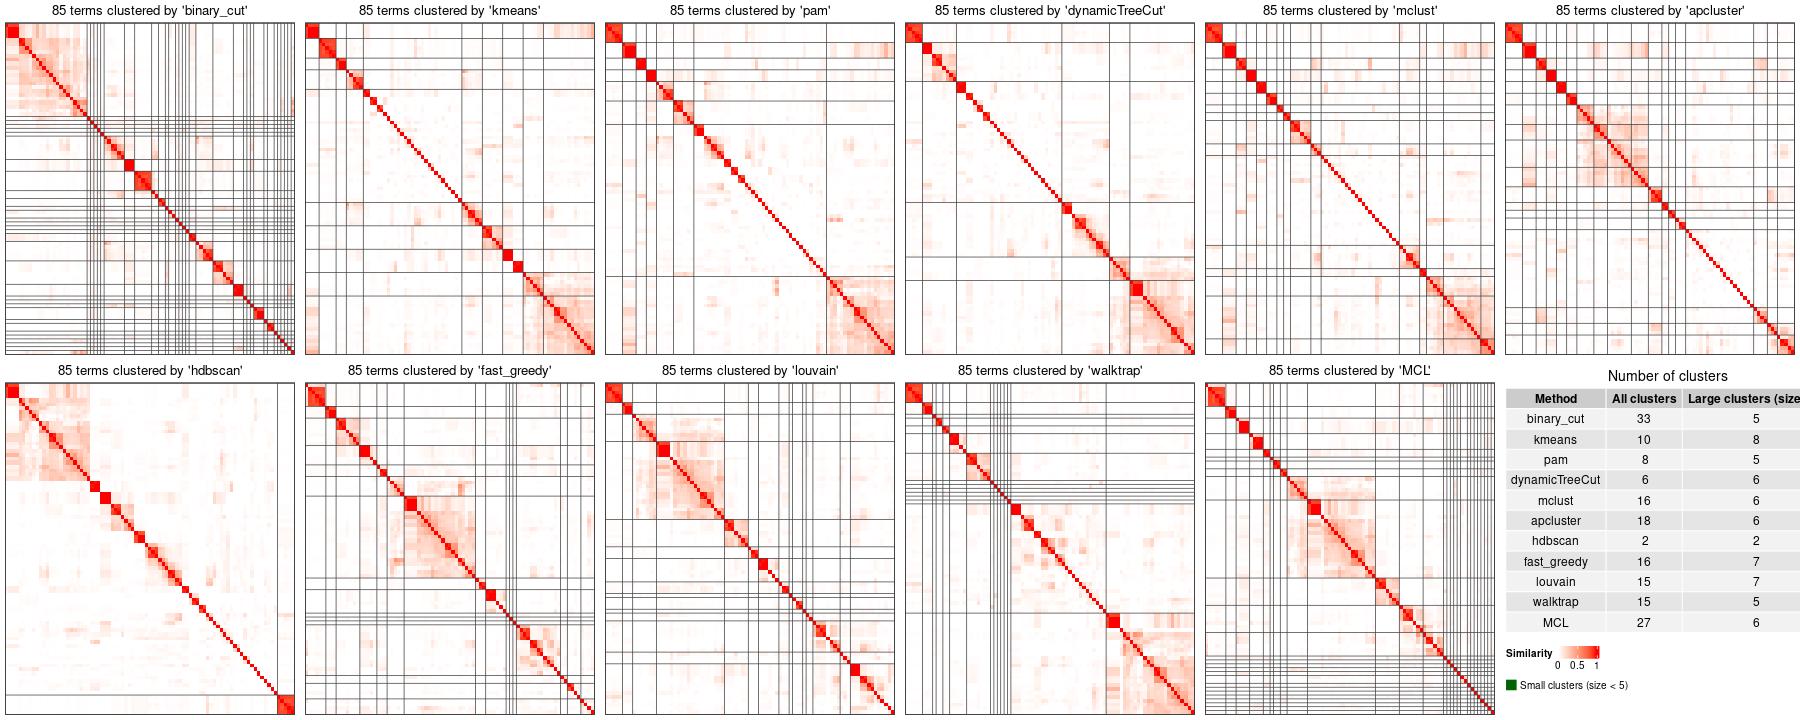 85 terms clustered by 'binary_cut'
85 terms clustered by 'kmeans'
85 terms clustered by 'pam'
85 terms clustered by 'dynamicTreeCut'
85 terms clustered by 'mclust'
85 terms clustered by 'apcluster'
85 terms clustered by 'hdbscan'
85 terms clustered by 'fast_greedy'
85 terms clustered by 'louvain'
85 terms clustered by 'walktrap'
85 terms clustered by 'MCL'
Number of clusters
Method All clusters Large clusters (size
binary_cut 33 5
kmeans 10 8
pam 8 5
dynamicTreeCut 6 6
mclust 16 6
apcluster 18 6
hdbscan 2 2
fast_greedy 16 7
louvain 15 7
walktrap 15 5
MCL 27 6
Similarity
0 0.5 1
Small clusters (size < 5)